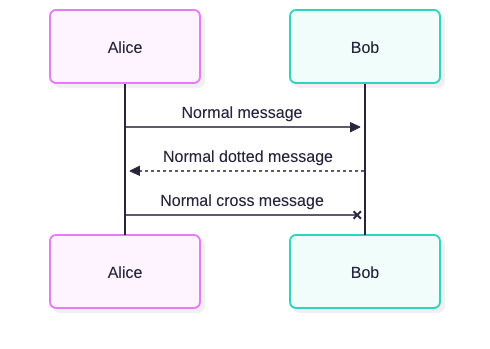 Alice
Bob
Normal message
Normal dotted message
Normal cross message
Alice
Bob